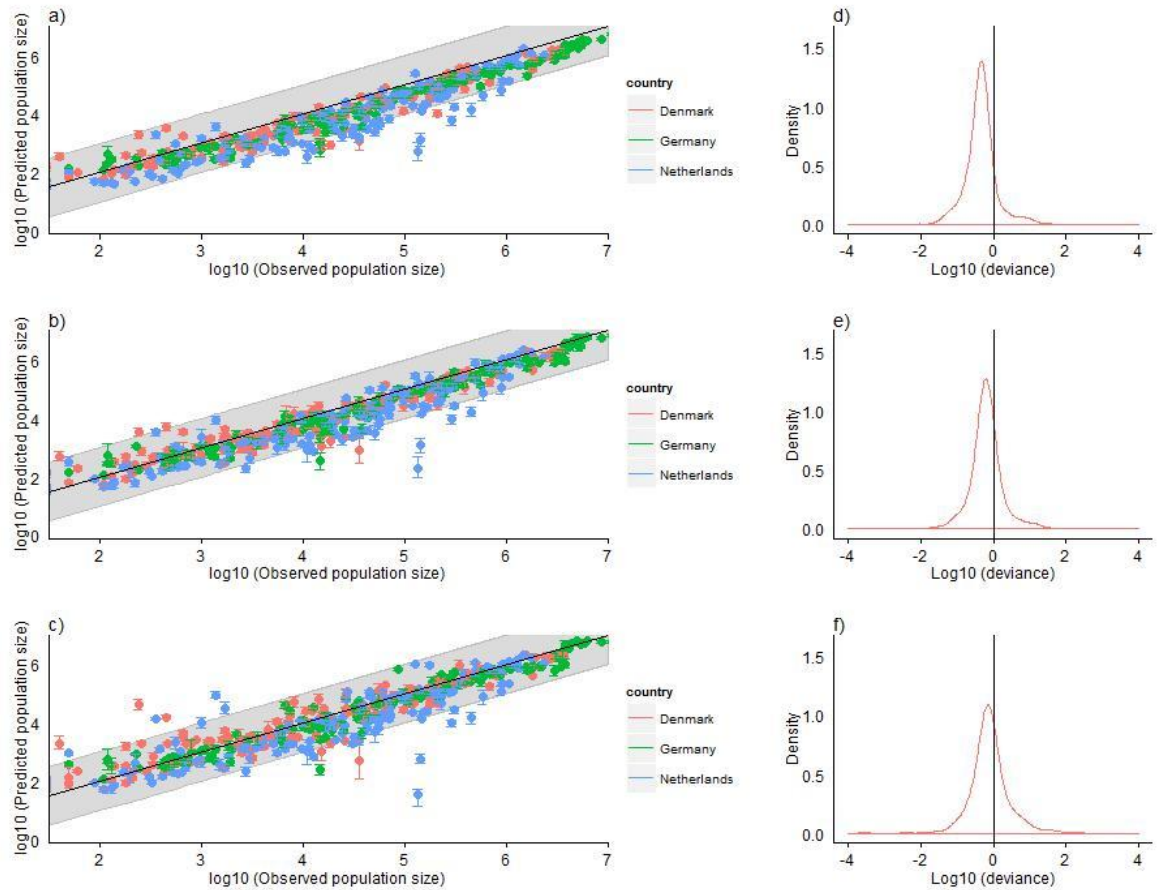 a)
log10 (Predicted population size)
6
4
2
0
2 3 4 5 6 7
log10 (Observed population size)
country
Denmark
Germany
Netherlands
d)
Density
1.5
1.0
0.5
0.0
-4 -2 0 2 4
Log10 (deviance)
b)
log10 (Predicted population size)
6
4
2
0
2 3 4 5 6 7
log10 (Observed population size)
country
Denmark
Germany
Netherlands
e)
Density
1.5
1.0
0.5
0.0
-4 -2 0 2 4
Log10 (deviance)
c)
log10 (Predicted population size)
6
4
2
0
2 3 4 5 6 7
log10 (Observed population size)
country
Denmark
Germany
Netherlands
f)
Density
1.5
1.0
0.5
0.0
-4 -2 0 2 4
Log10 (deviance)